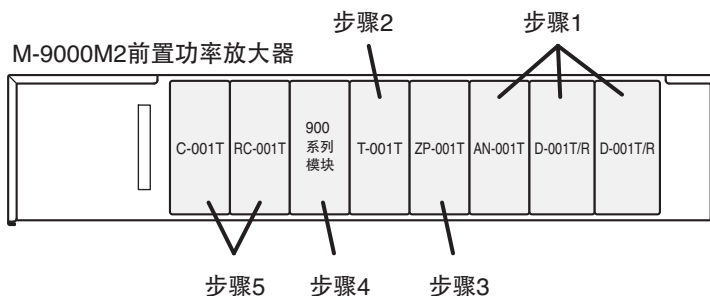 步骤2
步骤1
M-9000M2前置功率放大器
C-001T
RC-001T
900
系列
模块
T-001T
ZP-001T
AN-001T
D-001T/R
D-001T/R
步骤5
步骤4
步骤3